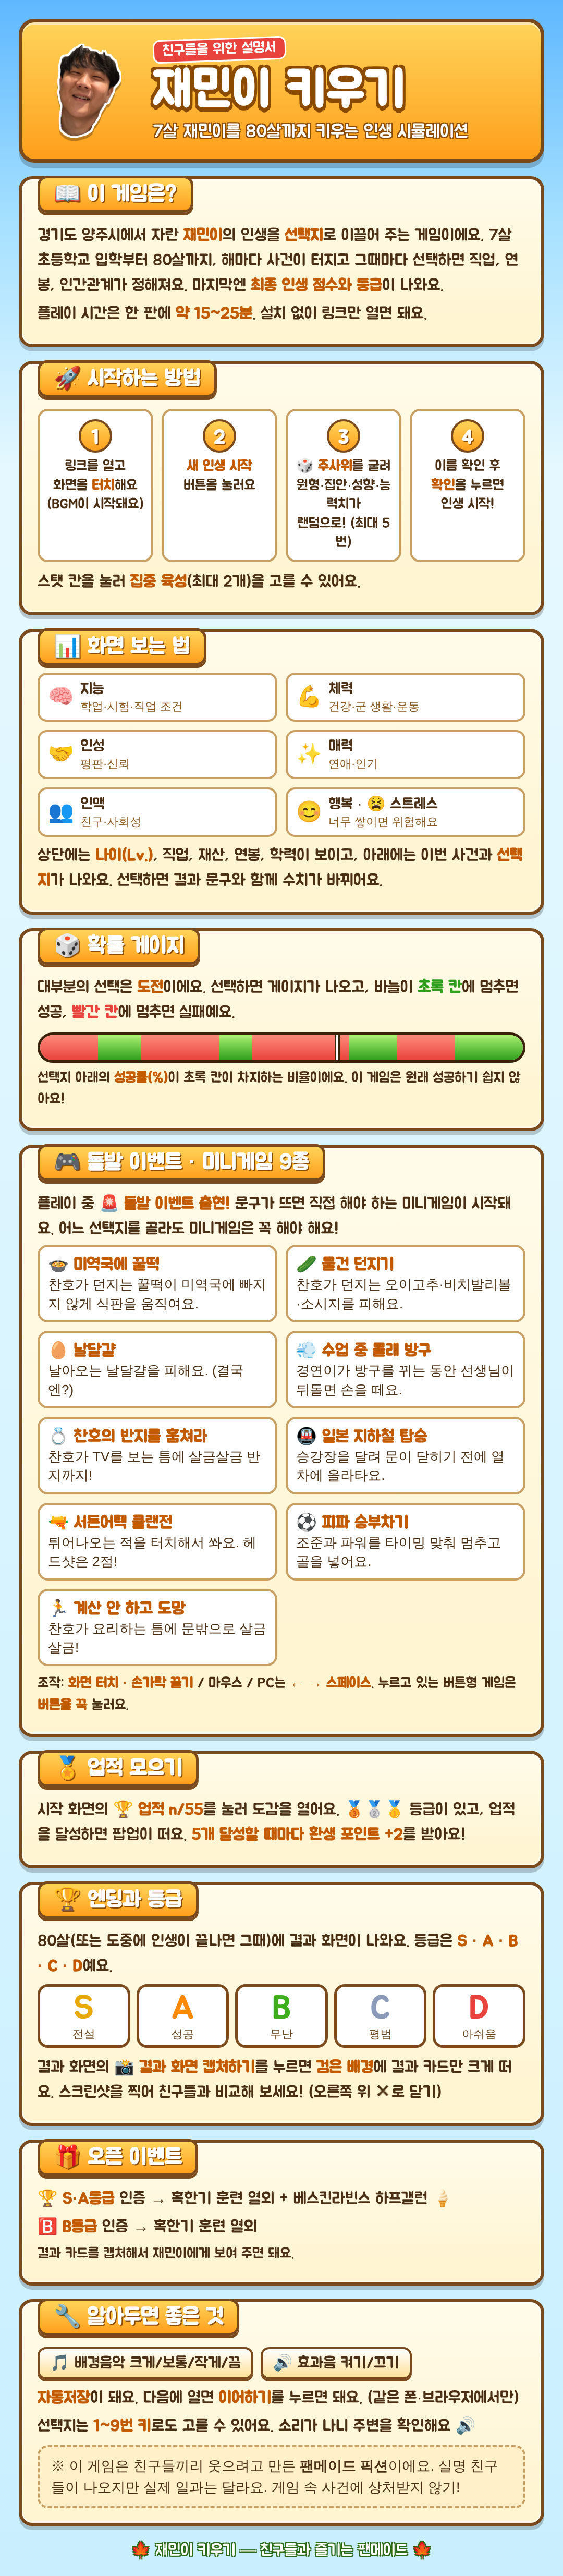 친구들을 위한 설명서
재민이 키우기
7살 재민이를 80살까지 키우는 인생 시뮬레이션
📖 이 게임은?
경기도 양주시에서 자란 재민이의 인생을 선택지로 이끌어 주는 게임이에요. 7살
초등학교 입학부터 80살까지, 해마다 사건이 터지고 그때마다 선택하면 직업, 연
봉, 인간관계가 정해져요. 마지막엔 최종 인생 점수와 등급이 나와요.
플레이 시간은 한 판에 약 15~25분. 설치 없이 링크만 열면 돼요.
🚀 시작하는 방법
1
링크를 열고
화면을 터치해요
(BGM이 시작돼요)
2
새 인생 시작
버튼을 눌러요
3
🎲 주사위를 굴려
원형·집안·성향·능
력치가
랜덤으로! (최대 5
번)
4
이름 확인 후
확인을 누르면
인생 시작!
스탯 칸을 눌러 집중 육성(최대 2개)을 고를 수 있어요.
📊 화면 보는 법
🧠 지능
학업·시험·직업 조건
💪 체력
건강·군 생활·운동
🤝 인성
평판·신뢰
✨ 매력
연애·인기
👥 인맥
친구·사회성
😊 행복 · 😫 스트레스
너무 쌓이면 위험해요
상단에는 나이(Lv.), 직업, 재산, 연봉, 학력이 보이고, 아래에는 이번 사건과 선택
지가 나와요. 선택하면 결과 문구와 함께 수치가 바뀌어요.
🎲 확률 게이지
대부분의 선택은 도전이에요. 선택하면 게이지가 나오고, 바늘이 초록 칸에 멈추면
성공, 빨간 칸에 멈추면 실패예요.
선택지 아래의 성공률(%)이 초록 칸이 차지하는 비율이에요. 이 게임은 원래 성공하기 쉽지 않
아요!
🎮 돌발 이벤트 · 미니게임 9종
플레이 중 🚨 돌발 이벤트 출현! 문구가 뜨면 직접 해야 하는 미니게임이 시작돼
요. 어느 선택지를 골라도 미니게임은 꼭 해야 해요!
🍲 미역국에 꿀떡
찬호가 던지는 꿀떡이 미역국에 빠지
지 않게 식판을 움직여요.
🥒 물건 던지기
찬호가 던지는 오이고추·비치발리볼
·소시지를 피해요.
🥚 날달걀
날아오는 날달걀을 피해요. (결국
엔?)
💨 수업 중 몰래 방구
경연이가 방구를 뀌는 동안 선생님이
뒤돌면 손을 떼요.
💍 찬호의 반지를 훔쳐라
찬호가 TV를 보는 틈에 살금살금 반
지까지!
🚇 일본 지하철 탑승
승강장을 달려 문이 닫히기 전에 열
차에 올라타요.
🔫 서든어택 클랜전
튀어나오는 적을 터치해서 쏴요. 헤
드샷은 2점!
⚽ 피파 승부차기
조준과 파워를 타이밍 맞춰 멈추고
골을 넣어요.
🏃 계산 안 하고 도망
찬호가 요리하는 틈에 문밖으로 살금
살금!
조작: 화면 터치 · 손가락 끌기 / 마우스 / PC는 ← → 스페이스. 누르고 있는 버튼형 게임은
버튼을 꾹 눌러요.
🏅 업적 모으기
시작 화면의 🏆 업적 n/55를 눌러 도감을 열어요. 🥉🥈🥇 등급이 있고, 업적
을 달성하면 팝업이 떠요. 5개 달성할 때마다 환생 포인트 +2를 받아요!
🏆 엔딩과 등급
80살(또는 도중에 인생이 끝나면 그때)에 결과 화면이 나와요. 등급은 S · A · B
· C · D예요.
S
전설
A
성공
B
무난
C
평범
D
아쉬움
결과 화면의 📸 결과 화면 캡처하기를 누르면 검은 배경에 결과 카드만 크게 떠
요. 스크린샷을 찍어 친구들과 비교해 보세요! (오른쪽 위 ✕로 닫기)
🎁 오픈 이벤트
🏆 S·A등급 인증 → 혹한기 훈련 열외 + 베스킨라빈스 하프갤런 🍦
🅱️ B등급 인증 → 혹한기 훈련 열외
결과 카드를 캡처해서 재민이에게 보여 주면 돼요.
🔧 알아두면 좋은 것
🎵 배경음악 크게/보통/작게/끔
🔊 효과음 켜기/끄기
자동저장이 돼요. 다음에 열면 이어하기를 누르면 돼요. (같은 폰·브라우저에서만)
선택지는 1~9번 키로도 고를 수 있어요. 소리가 나니 주변을 확인해요 🔊
※ 이 게임은 친구들끼리 웃으려고 만든 팬메이드 픽션이에요. 실명 친구
들이 나오지만 실제 일과는 달라요. 게임 속 사건에 상처받지 않기!
🍁 재민이 키우기 — 친구들과 즐기는 팬메이드 🍁